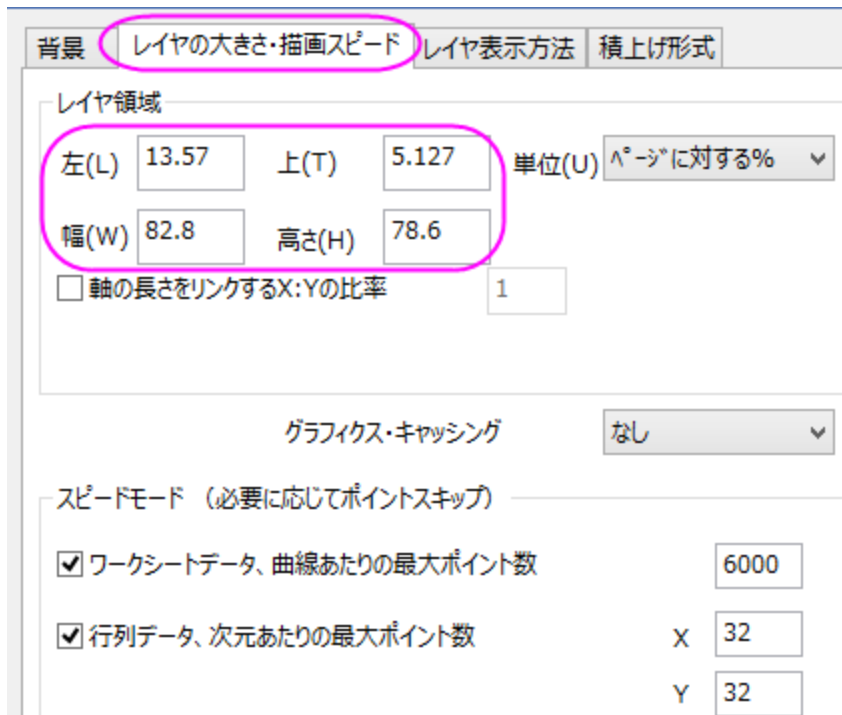 背景 レイヤの大きさ・描画スピード レイヤ表示方法 積上げ形式
レイヤ領域
左(L) 13.57 上(T) 5.127 単位(U) ﾍﾟｰｼﾞに対する%
幅(W) 82.8 高さ(H) 78.6
軸の長さをリンクするX:Yの比率 1
グラフィクス・キャッシング なし
スピードモード （必要に応じてポイントスキップ）
ワークシートデータ、曲線あたりの最大ポイント数 6000
行列データ、次元あたりの最大ポイント数 X 32
Y 32